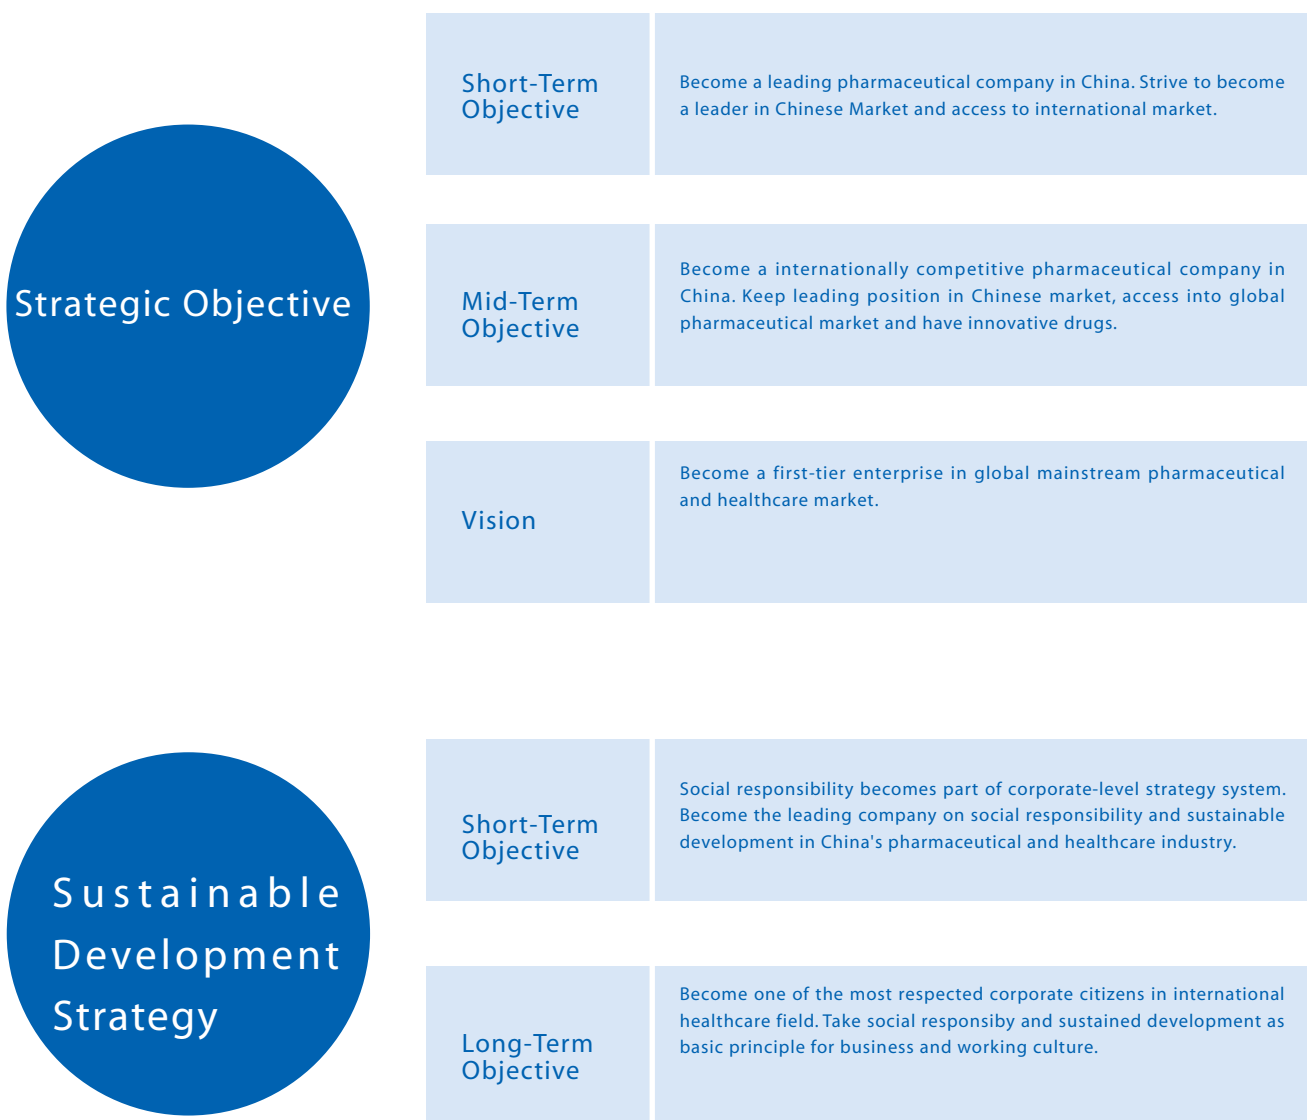 Strategic Objective
Short-Term
Objective
Become a leading pharmaceutical company in China. Strive to become
a leader in Chinese Market and access to international market.
Mid-Term
Objective
Become a internationally competitive pharmaceutical company in
China. Keep leading position in Chinese market, access into global
pharmaceutical market and have innovative drugs.
Vision
Become a first-tier enterprise in global mainstream pharmaceutical
and healthcare market.
Sustainable
Development
Strategy
Short-Term
Objective
Social responsibility becomes part of corporate-level strategy system.
Become the leading company on social responsibility and sustainable
development in China's pharmaceutical and healthcare industry.
Long-Term
Objective
Become one of the most respected corporate citizens in international
healthcare field. Take social responsiby and sustained development as
basic principle for business and working culture.